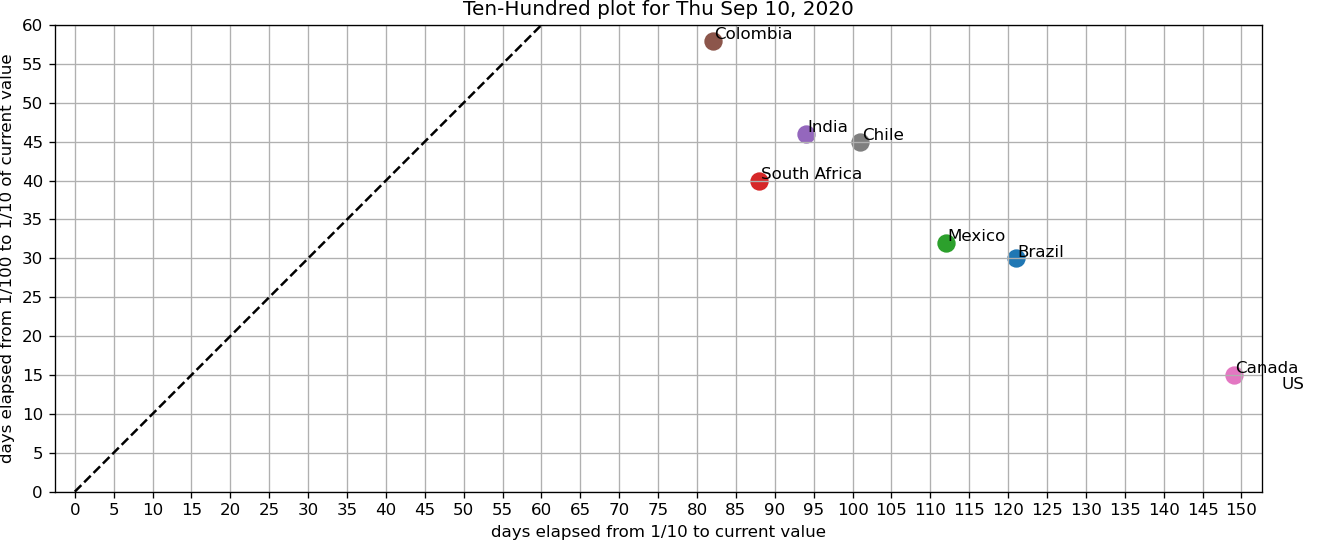 Ten-Hundred plot for Thu Sep 10, 2020
days elapsed from 1/100 to 1/10 of current value
60
55
50
45
40
35
30
25
20
15
10
5
0
Colombia
India
Chile
South Africa
Mexico
Brazil
Canada
US
0 5 10 15 20 25 30 35 40 45 50 55 60 65 70 75 80 85 90 95 100 105 110 115 120 125 130 135 140 145 150
days elapsed from 1/10 to current value